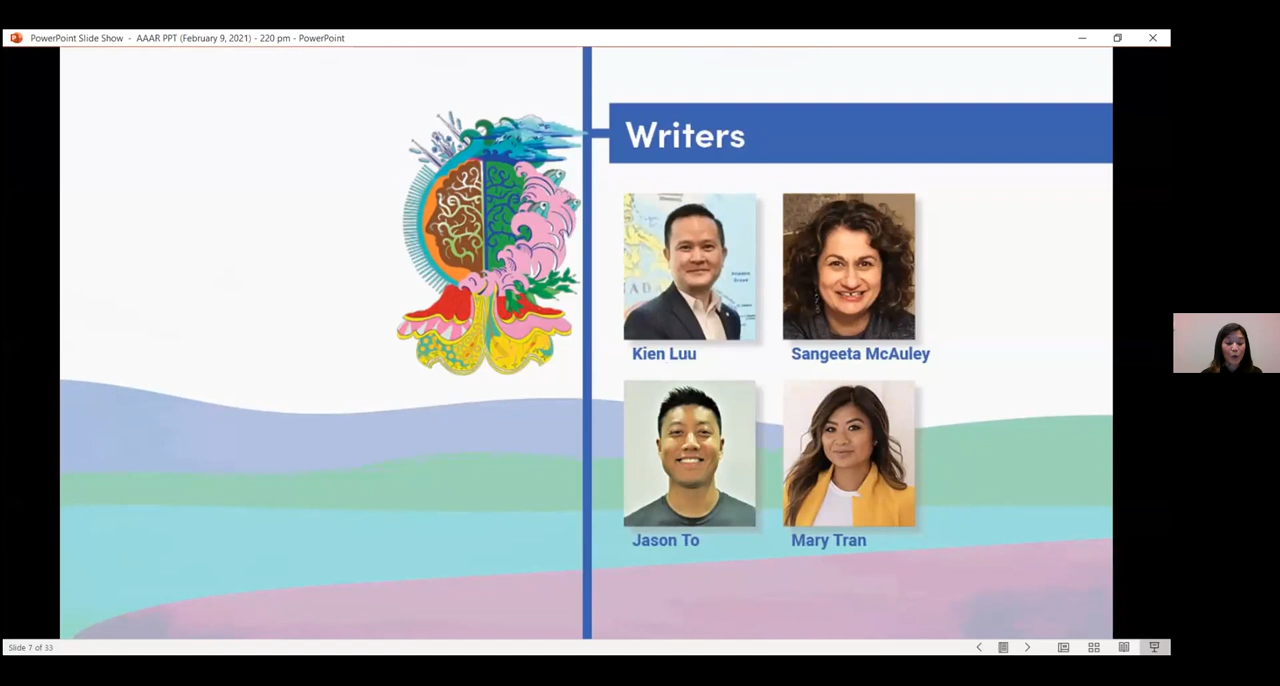 PowerPoint Slide Show - AAAR PPT (February 9, 2021) - 220 pm - PowerPoint
Writers
Kien Luu
Sangeeta McAuley
Jason To
Mary Tran
Slide 7 of 33